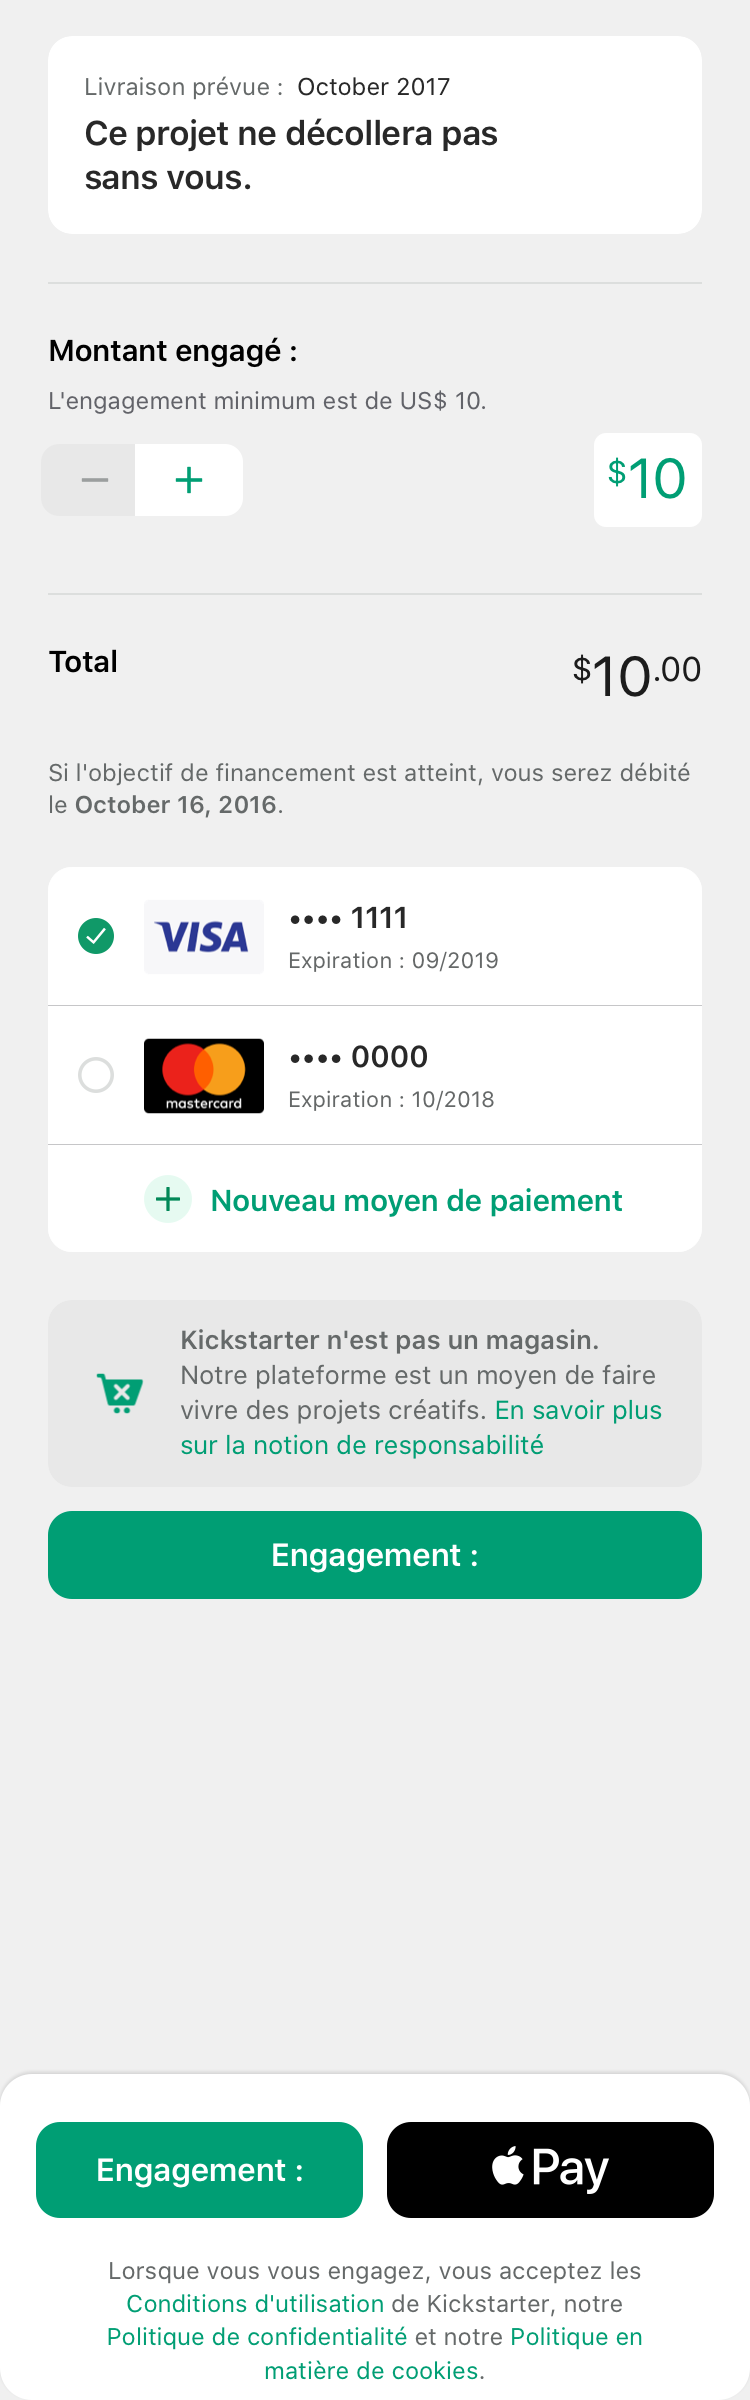 Livraison prévue : October 2017
Ce projet ne décollera pas
sans vous.
Montant engagé :
L'engagement minimum est de US$ 10.
$10
Total
$10.00
Si l'objectif de financement est atteint, vous serez débité
le October 16, 2016.
VISA
•••• 1111
Expiration : 09/2019
mastercard
•••• 0000
Expiration : 10/2018
Nouveau moyen de paiement
Kickstarter n'est pas un magasin.
Notre plateforme est un moyen de faire
vivre des projets créatifs. En savoir plus
sur la notion de responsabilité
Engagement :
Engagement :
Pay
Lorsque vous vous engagez, vous acceptez les
Conditions d'utilisation de Kickstarter, notre
Politique de confidentialité et notre Politique en
matière de cookies.